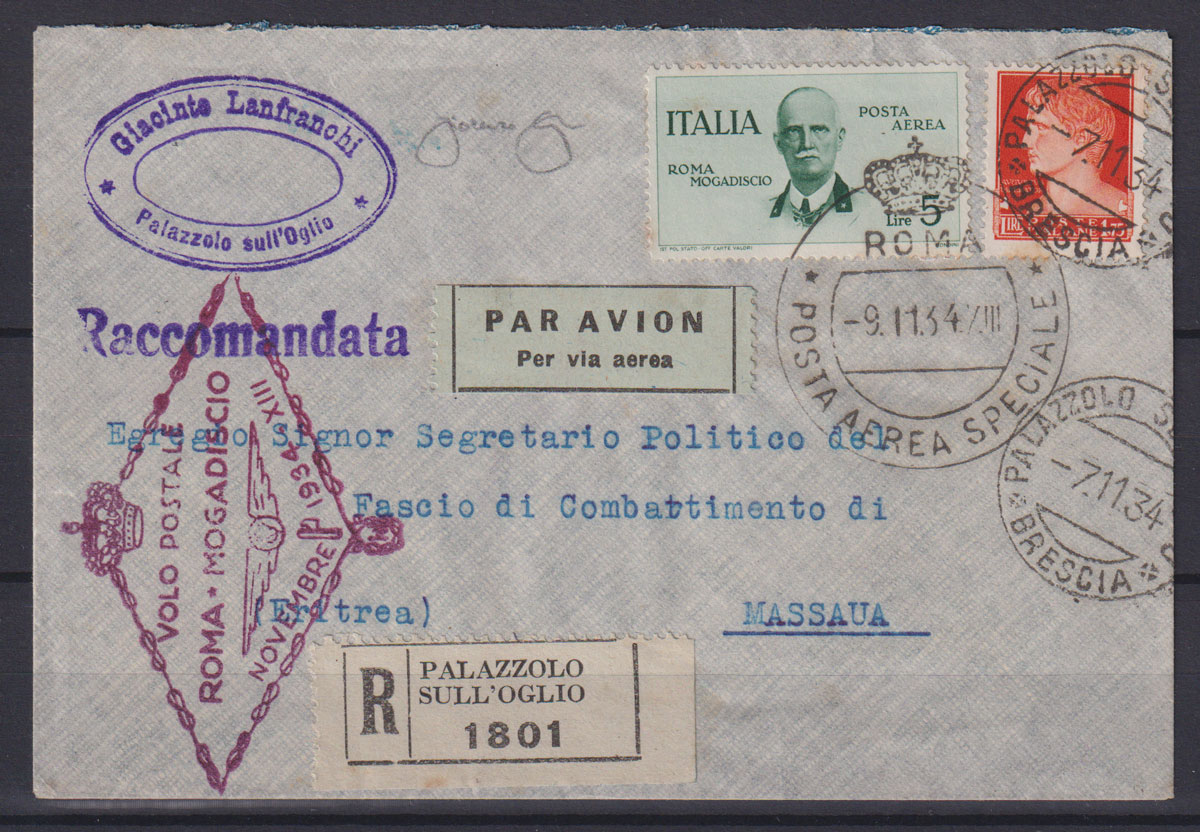 Giacinto Lanfranchi
Palazzolo sull'Oglio
ITALIA
POSTA
AEREA
ROMA
MOGADISCIO
Lire 5
IST. POL. STATO OFF. CARTE VALORI
LIRE 1.75
PALAZZOLO S
-7.11.34
BRESCIA
ROMA
-9.11.34.XIII
POSTA AEREA SPECIALE
Raccomandata
PAR AVION
Per via aerea
PALAZZOLO S
-7.11.34
BRESCIA
Egregio Signor Segretario Politico del
Fascio di Combattimento di
(Eritrea) MASSAUA
VOLO POSTALE
ROMA * MOGADISCIO
NOVEMBRE 1934 XIII
R
PALAZZOLO
SULL'OGLIO
1801